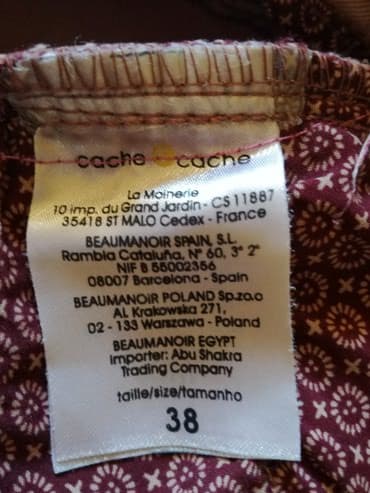 cache cache
La Moinerie
10 imp. du Grand Jardin - CS 11887
35418 ST MALO Cedex - France
BEAUMANOIR SPAIN, S.L.
Rambla Cataluña, Nº 60, 3º 2ª
NIF B 55002356
08007 Barcelona - Spain
BEAUMANOIR POLAND Sp.zo.o
AL Krakowska 271,
02 - 133 Warszawa - Poland
BEAUMANOIR EGYPT
Importer: Abu Shakra
Trading Company
taille/size/tamanho
38